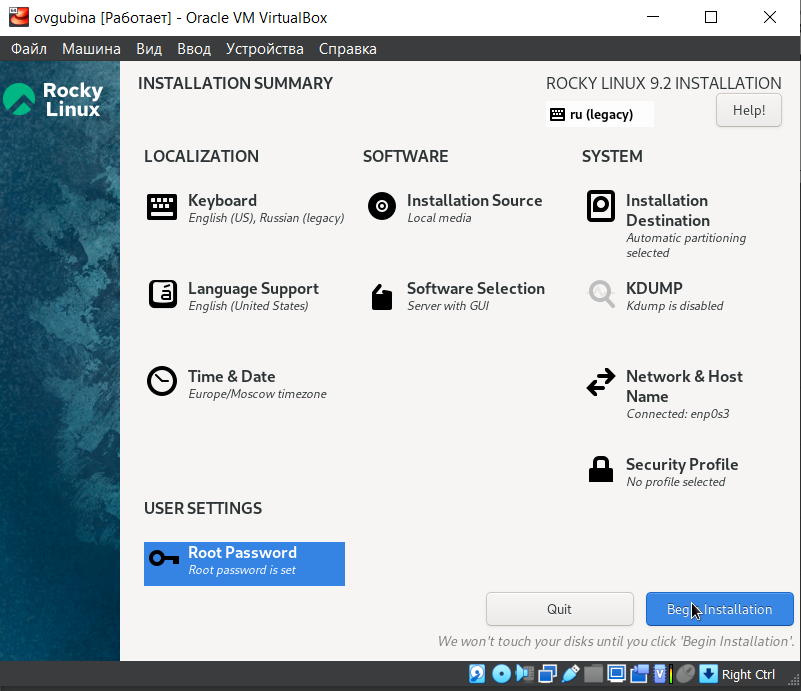 ovgubina [Работает] - Oracle VM VirtualBox
Файл Машина Вид Ввод Устройства Справка
Rocky
Linux
INSTALLATION SUMMARY
ROCKY LINUX 9.2 INSTALLATION
ru (legacy)
Help!
LOCALIZATION
Keyboard
English (US), Russian (legacy)
Language Support
English (United States)
Time & Date
Europe/Moscow timezone
SOFTWARE
Installation Source
Local media
Software Selection
Server with GUI
SYSTEM
Installation
Destination
Automatic partitioning
selected
KDUMP
Kdump is disabled
Network & Host
Name
Connected: enp0s3
Security Profile
No profile selected
USER SETTINGS
Root Password
Root password is set
Quit
Begin Installation
We won't touch your disks until you click 'Begin Installation'.
Right Ctrl